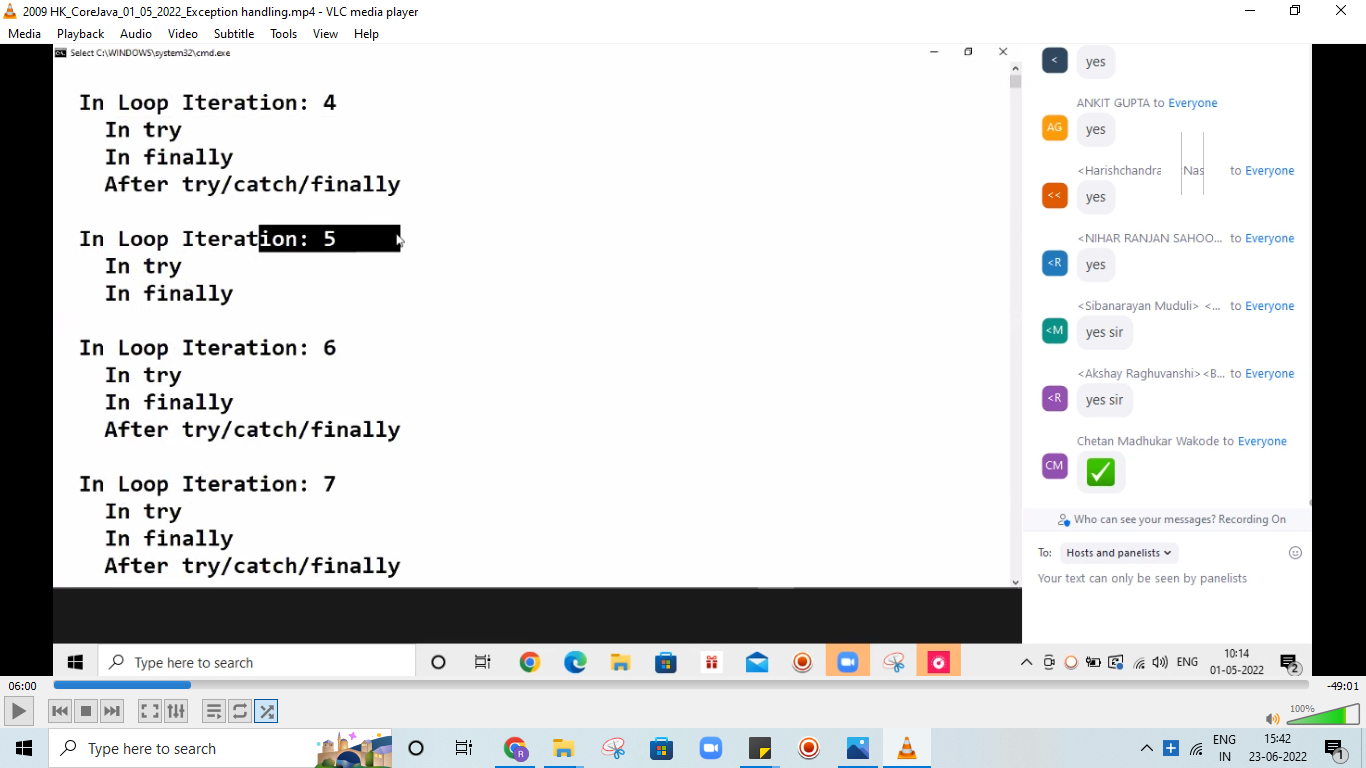 2009 HK_CoreJava_01_05_2022_Exception handling.mp4 - VLC media player
Media Playback Audio Video Subtitle Tools View Help
Select C:\WINDOWS\system32\cmd.exe
In Loop Iteration: 4
In try
In finally
After try/catch/finally
In Loop Iteration: 5
In try
In finally
In Loop Iteration: 6
In try
In finally
After try/catch/finally
In Loop Iteration: 7
In try
In finally
After try/catch/finally
<
yes
ANKIT GUPTA to Everyone
AG
yes
<Harishchandra Nas to Everyone
<<
yes
<NIHAR RANJAN SAHOO... to Everyone
<R
yes
<Sibanarayan Muduli> <... to Everyone
<M
yes sir
<Akshay Raghuvanshi> <B... to Everyone
<R
yes sir
Chetan Madhukar Wakode to Everyone
CM
Who can see your messages? Recording On
To: Hosts and panelists
Your text can only be seen by panelists
Type here to search
ENG
10:14
01-05-2022
2
06:00
-49:01
100%
Type here to search
R
ENG
IN
15:42
23-06-2022
1